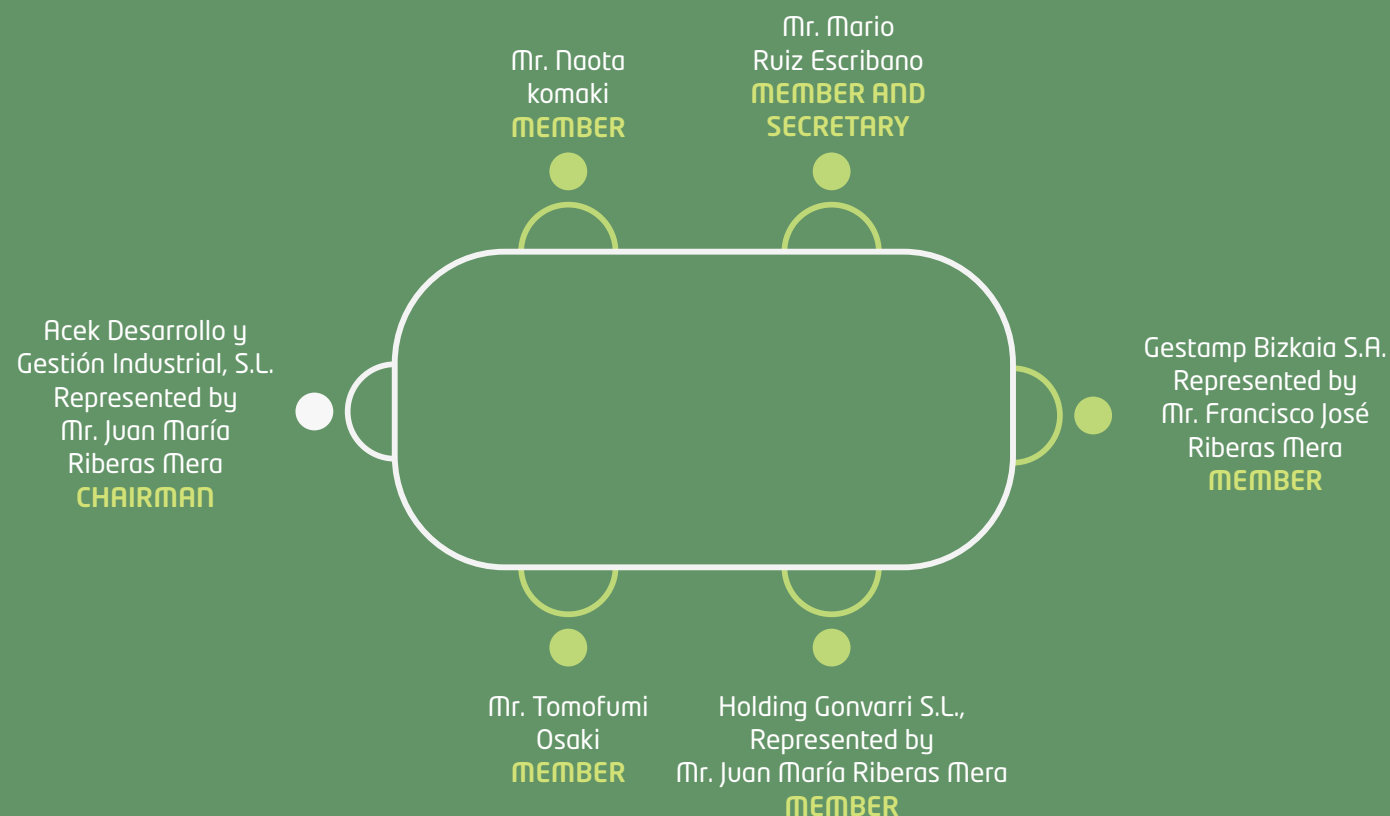 Mr. Mario
Ruiz Escribano
MEMBER AND
SECRETARY
Mr. Naota
komaki
MEMBER
Acek Desarrollo y
Gestión Industrial, S.L.
Represented by
Mr. Juan María
Riberas Mera
CHAIRMAN
Gestamp Bizkaia S.A.
Represented by
Mr. Francisco José
Riberas Mera
MEMBER
Mr. Tomofumi
Osaki
MEMBER
Holding Gonvarri S.L.,
Represented by
Mr. Juan María Riberas Mera
MEMBER